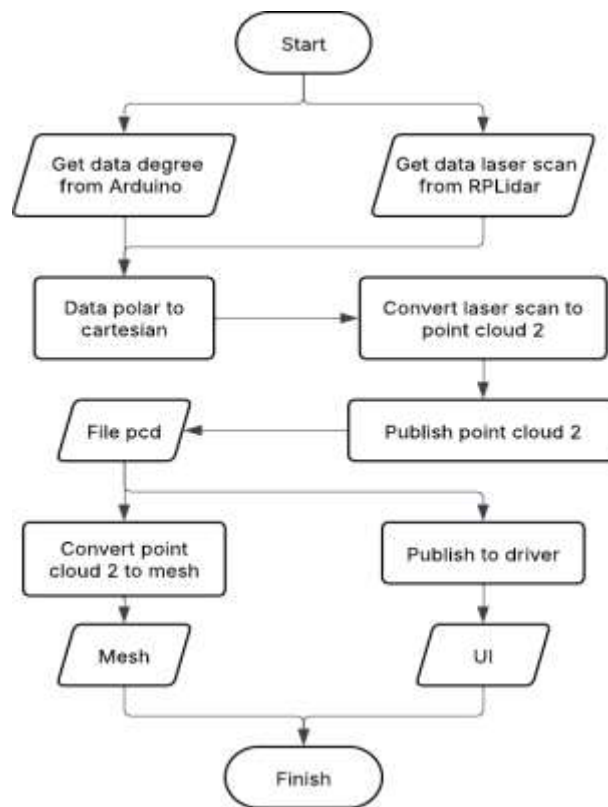 Start
Get data degree
from Arduino
Get data laser scan
from RPLidar
Data polar to
cartesian
Convert laser scan to
point cloud 2
File pcd
Publish point cloud 2
Convert point
cloud 2 to mesh
Publish to driver
Mesh
UI
Finish